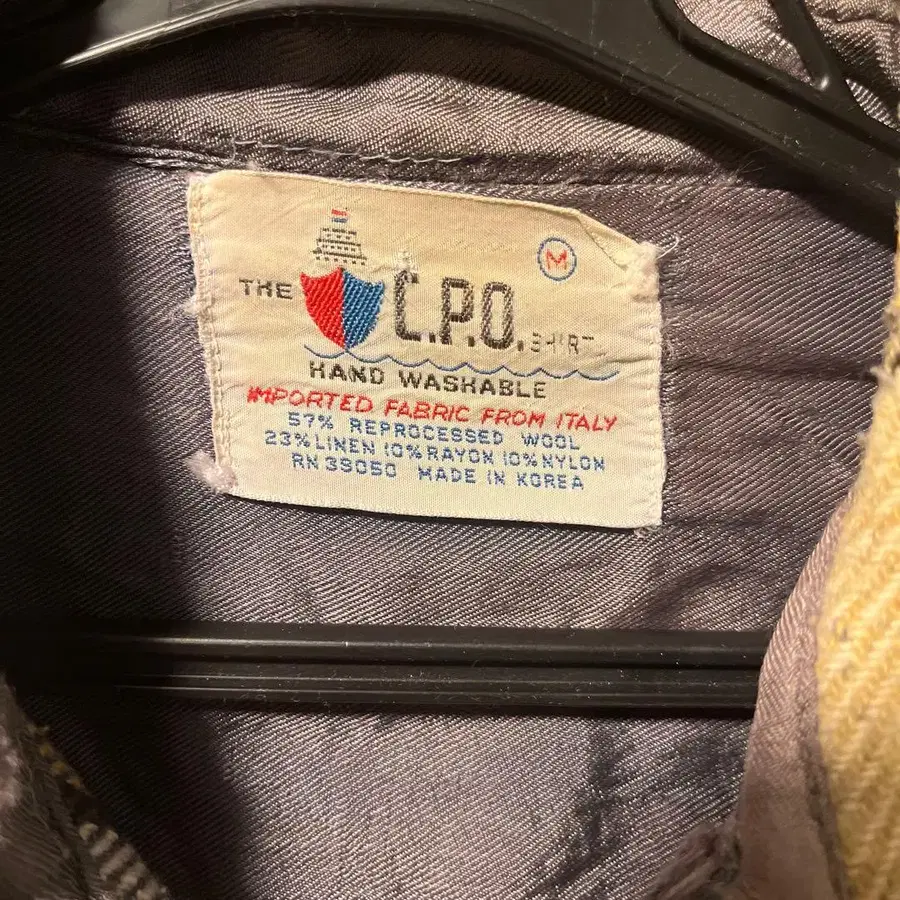 M
THE C.P.O. SHIRT
HAND WASHABLE
IMPORTED FABRIC FROM ITALY
57% REPROCESSED WOOL
23% LINEN 10% RAYON 10% NYLON
RN 39050 MADE IN KOREA